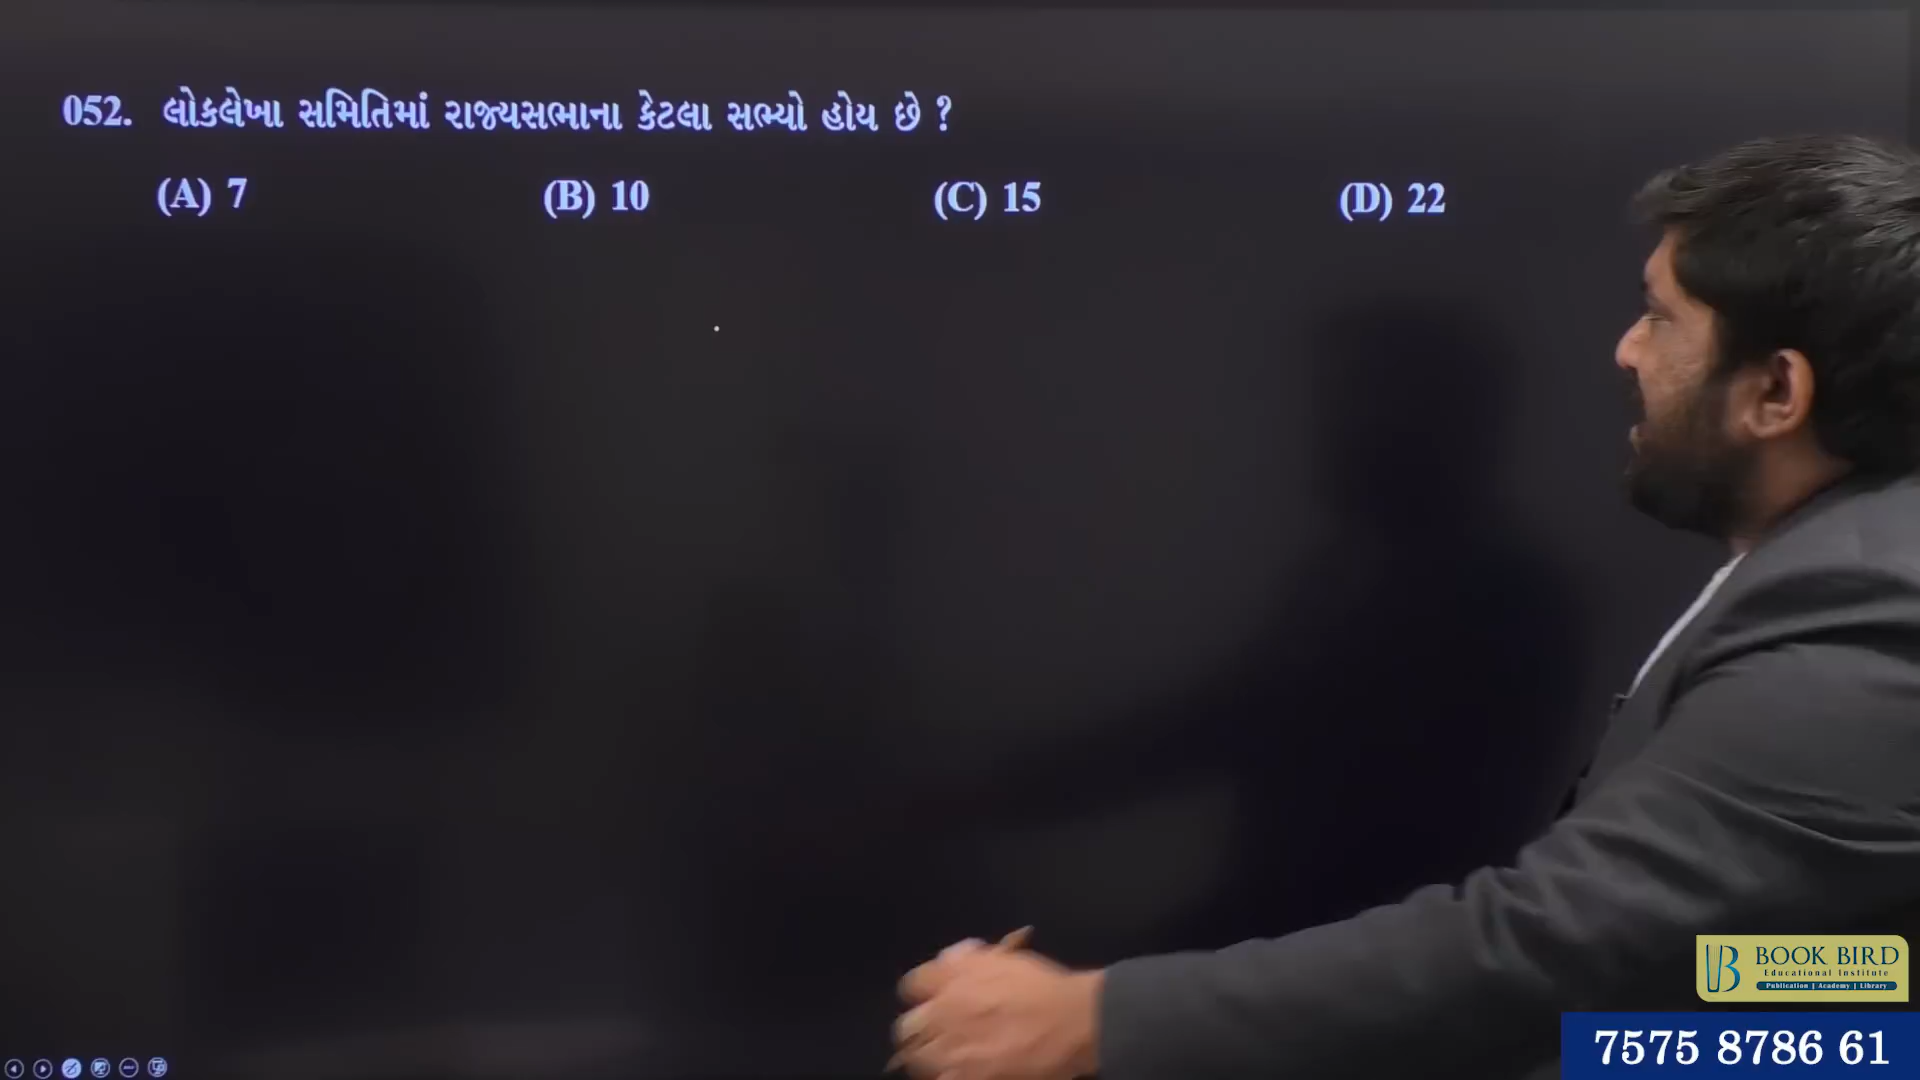 052. લોકલેખા સમિતિમાં રાજ્યસભાના કેટલા સભ્યો હોય છે ?
(A) 7 (B) 10 (C) 15 (D) 22
BOOK BIRD
Educational Institute
Publication | Academy | Library
7575 8786 61